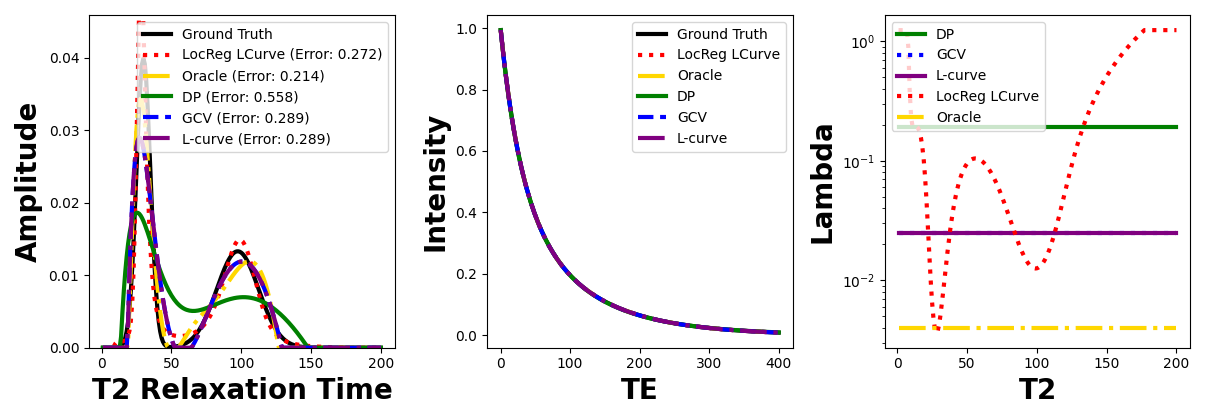 Amplitude
0.04
0.03
0.02
0.01
0.00
0
50
100
150
200
T2 Relaxation Time
Ground Truth
LocReg LCurve (Error: 0.272)
Oracle (Error: 0.214)
DP (Error: 0.558)
GCV (Error: 0.289)
L-curve (Error: 0.289)
Intensity
1.0
0.8
0.6
0.4
0.2
0.0
0
100
200
300
400
TE
Ground Truth
LocReg LCurve
Oracle
DP
GCV
L-curve
Lambda
10⁰
10⁻¹
10⁻²
0
50
100
150
200
T2
DP
GCV
L-curve
LocReg LCurve
Oracle